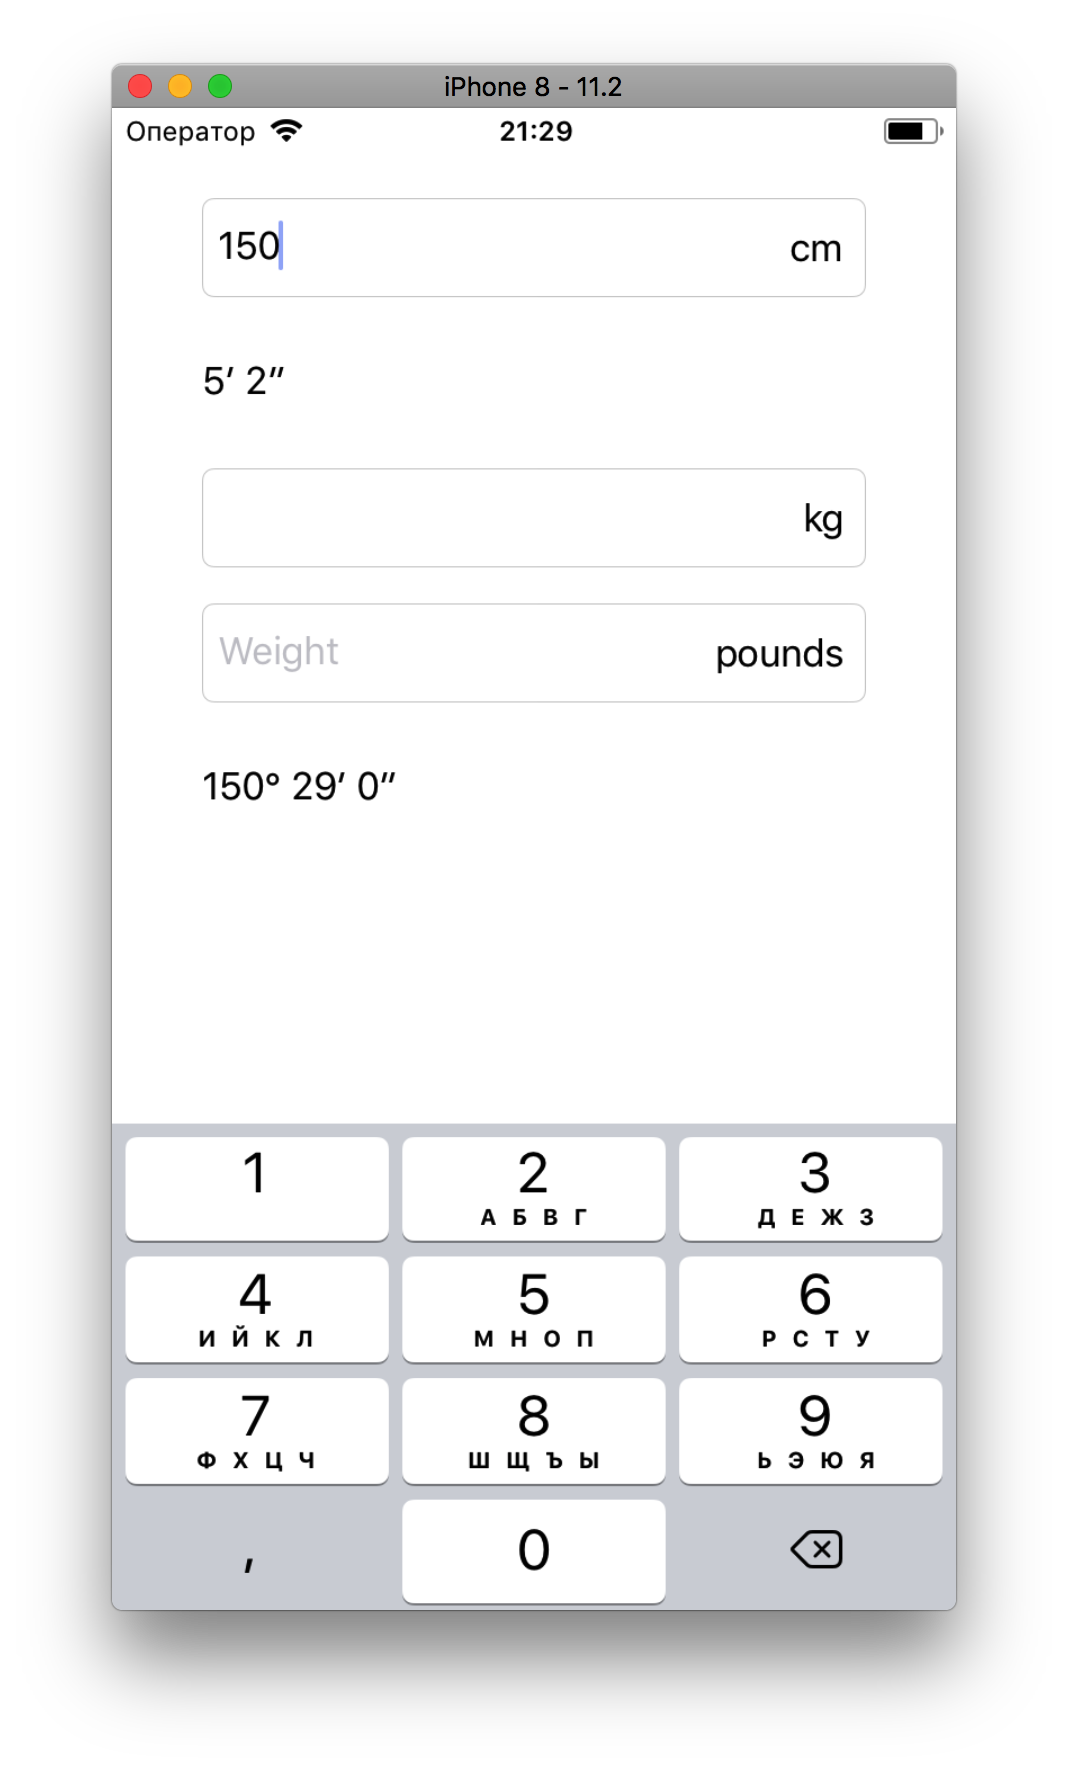 iPhone 8 - 11.2
Оператор 21:29
150 cm
5′ 2″
kg
Weight pounds
150° 29′ 0″
1 2 3
А Б В Г Д Е Ж З
4 5 6
И Й К Л М Н О П Р С Т У
7 8 9
Ф Х Ц Ч Ш Щ Ъ Ы Ь Э Ю Я
, 0